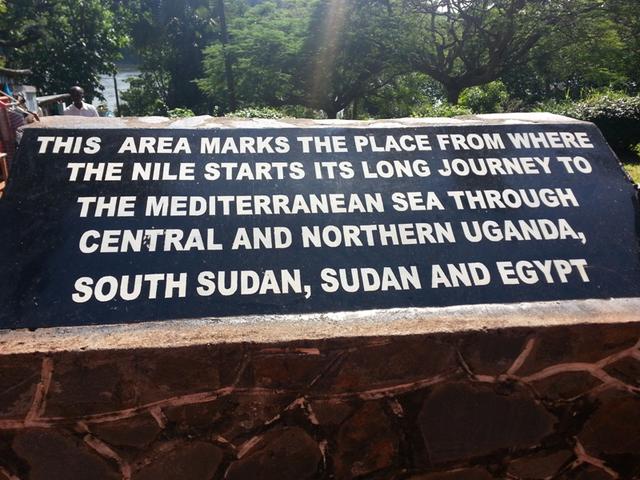 THIS AREA MARKS THE PLACE FROM WHERE
THE NILE STARTS ITS LONG JOURNEY TO
THE MEDITERRANEAN SEA THROUGH
CENTRAL AND NORTHERN UGANDA,
SOUTH SUDAN, SUDAN AND EGYPT